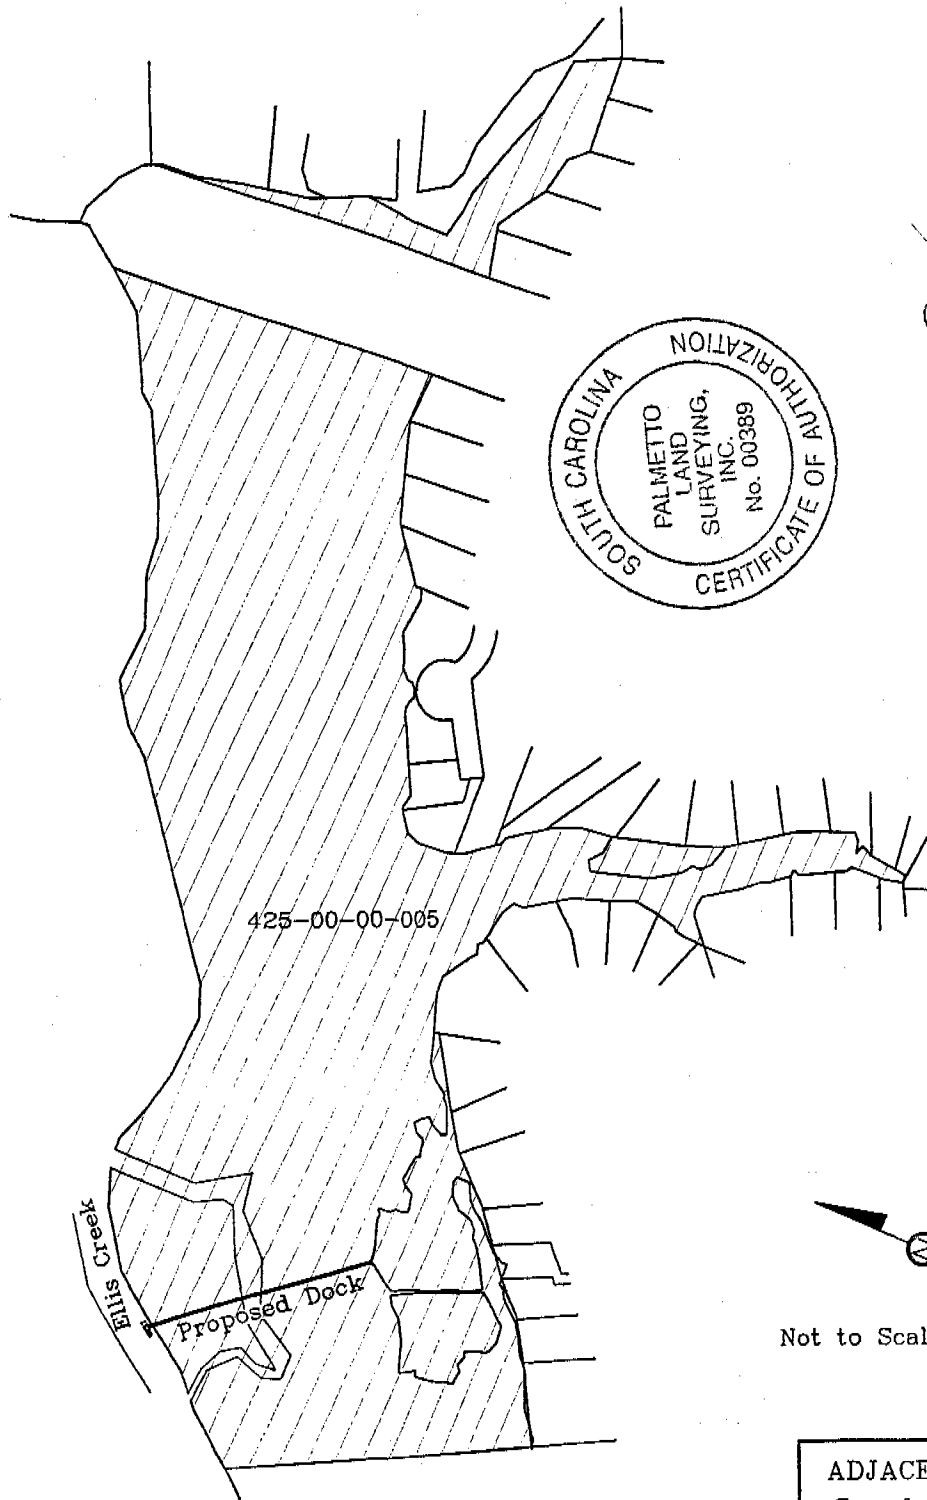 SOUTH CAROLINA
CERTIFICATE OF AUTHORIZATION
PALMETTO
LAND
SURVEYING,
INC.
No. 00389
425-00-00-005
Ellis Creek
Proposed Dock
Not to Scal
ADJACE